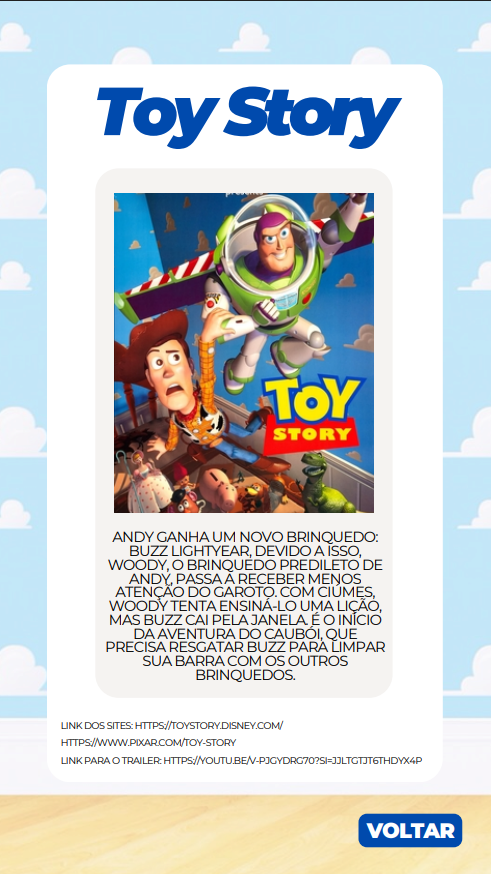 Toy Story
TOY
STORY
ANDY GANHA UM NOVO BRINQUEDO:
BUZZ LIGHTYEAR, DEVIDO A ISSO,
WOODY, O BRINQUEDO PREDILETO DE
ANDY, PASSA A RECEBER MENOS
ATENÇÃO DO GAROTO. COM CIÚMES,
WOODY TENTA ENSINÁ-LO UMA LIÇÃO,
MAS BUZZ CAI PELA JANELA. É O INÍCIO
DA AVENTURA DO CAUBÓI, QUE
PRECISA RESGATAR BUZZ PARA LIMPAR
SUA BARRA COM OS OUTROS
BRINQUEDOS.
LINK DOS SITES: HTTPS://TOYSTORY.DISNEY.COM/
HTTPS://WWW.PIXAR.COM/TOY-STORY
LINK PARA O TRAILER: HTTPS://YOUTU.BE/V-PJGYDRG70?SI=JJLTGTJT6THDYX4P
VOLTAR